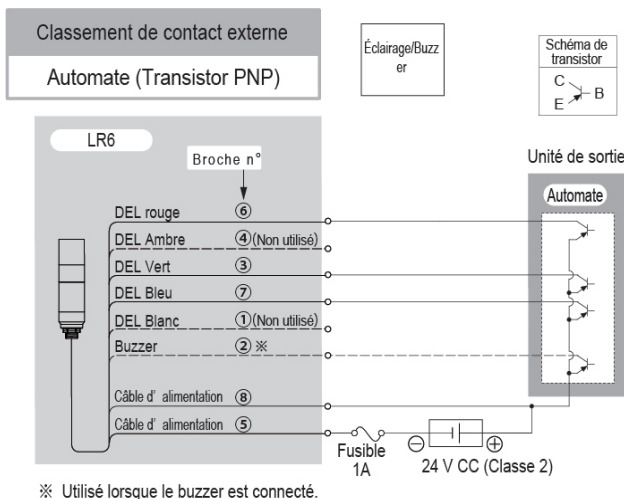 Classement de contact externe
Automate (Transistor PNP)
Éclairage/Buzz
er
Schéma de
transistor
C
E
B
LR6
Broche n°
Unité de sortie
Automate
DEL rouge ⑥
DEL Ambre ④(Non utilisé)
DEL Vert ③
DEL Bleu ⑦
DEL Blanc ①(Non utilisé)
Buzzer ② ※
Câble d' alimentation ⑧
Câble d' alimentation ⑤
Fusible
1A
⊖ ⊕
24 V CC (Classe 2)
※ Utilisé lorsque le buzzer est connecté.